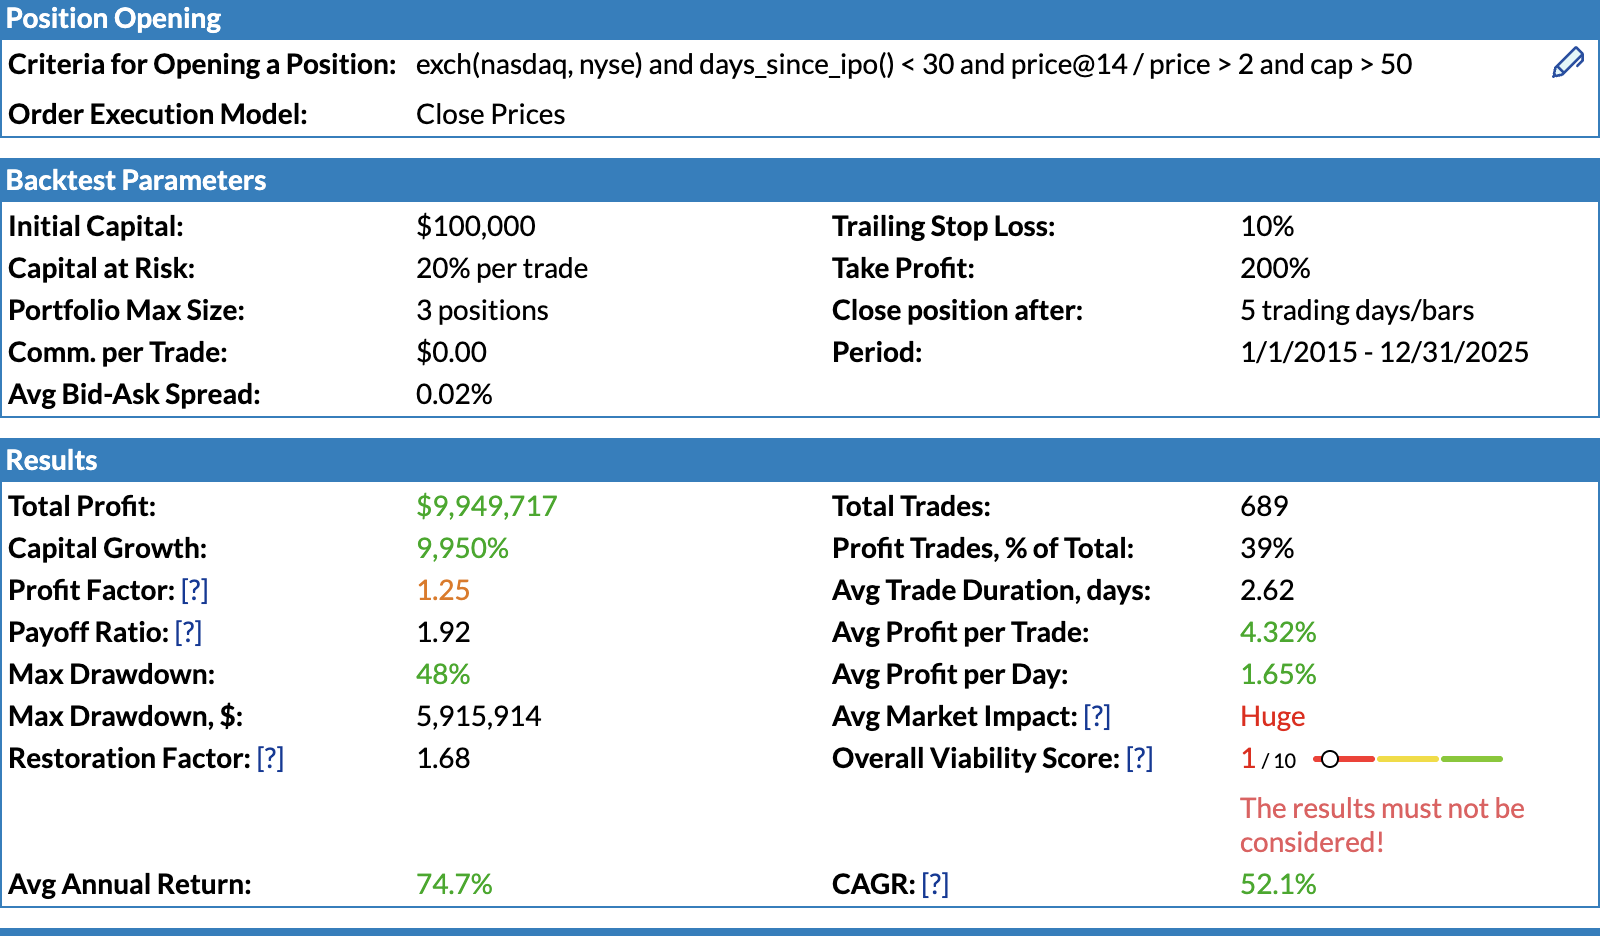 Position Opening
Criteria for Opening a Position: exch(nasdaq, nyse) and days_since_ipo() < 30 and price@14 / price > 2 and cap > 50
Order Execution Model: Close Prices
Backtest Parameters
Initial Capital: $100,000 Trailing Stop Loss: 10%
Capital at Risk: 20% per trade Take Profit: 200%
Portfolio Max Size: 3 positions Close position after: 5 trading days/bars
Comm. per Trade: $0.00 Period: 1/1/2015 - 12/31/2025
Avg Bid-Ask Spread: 0.02%
Results
Total Profit: $9,949,717 Total Trades: 689
Capital Growth: 9,950% Profit Trades, % of Total: 39%
Profit Factor: [?] 1.25 Avg Trade Duration, days: 2.62
Payoff Ratio: [?] 1.92 Avg Profit per Trade: 4.32%
Max Drawdown: 48% Avg Profit per Day: 1.65%
Max Drawdown, $: 5,915,914 Avg Market Impact: [?] Huge
Restoration Factor: [?] 1.68 Overall Viability Score: [?] 1 / 10
The results must not be
considered!
Avg Annual Return: 74.7% CAGR: [?] 52.1%